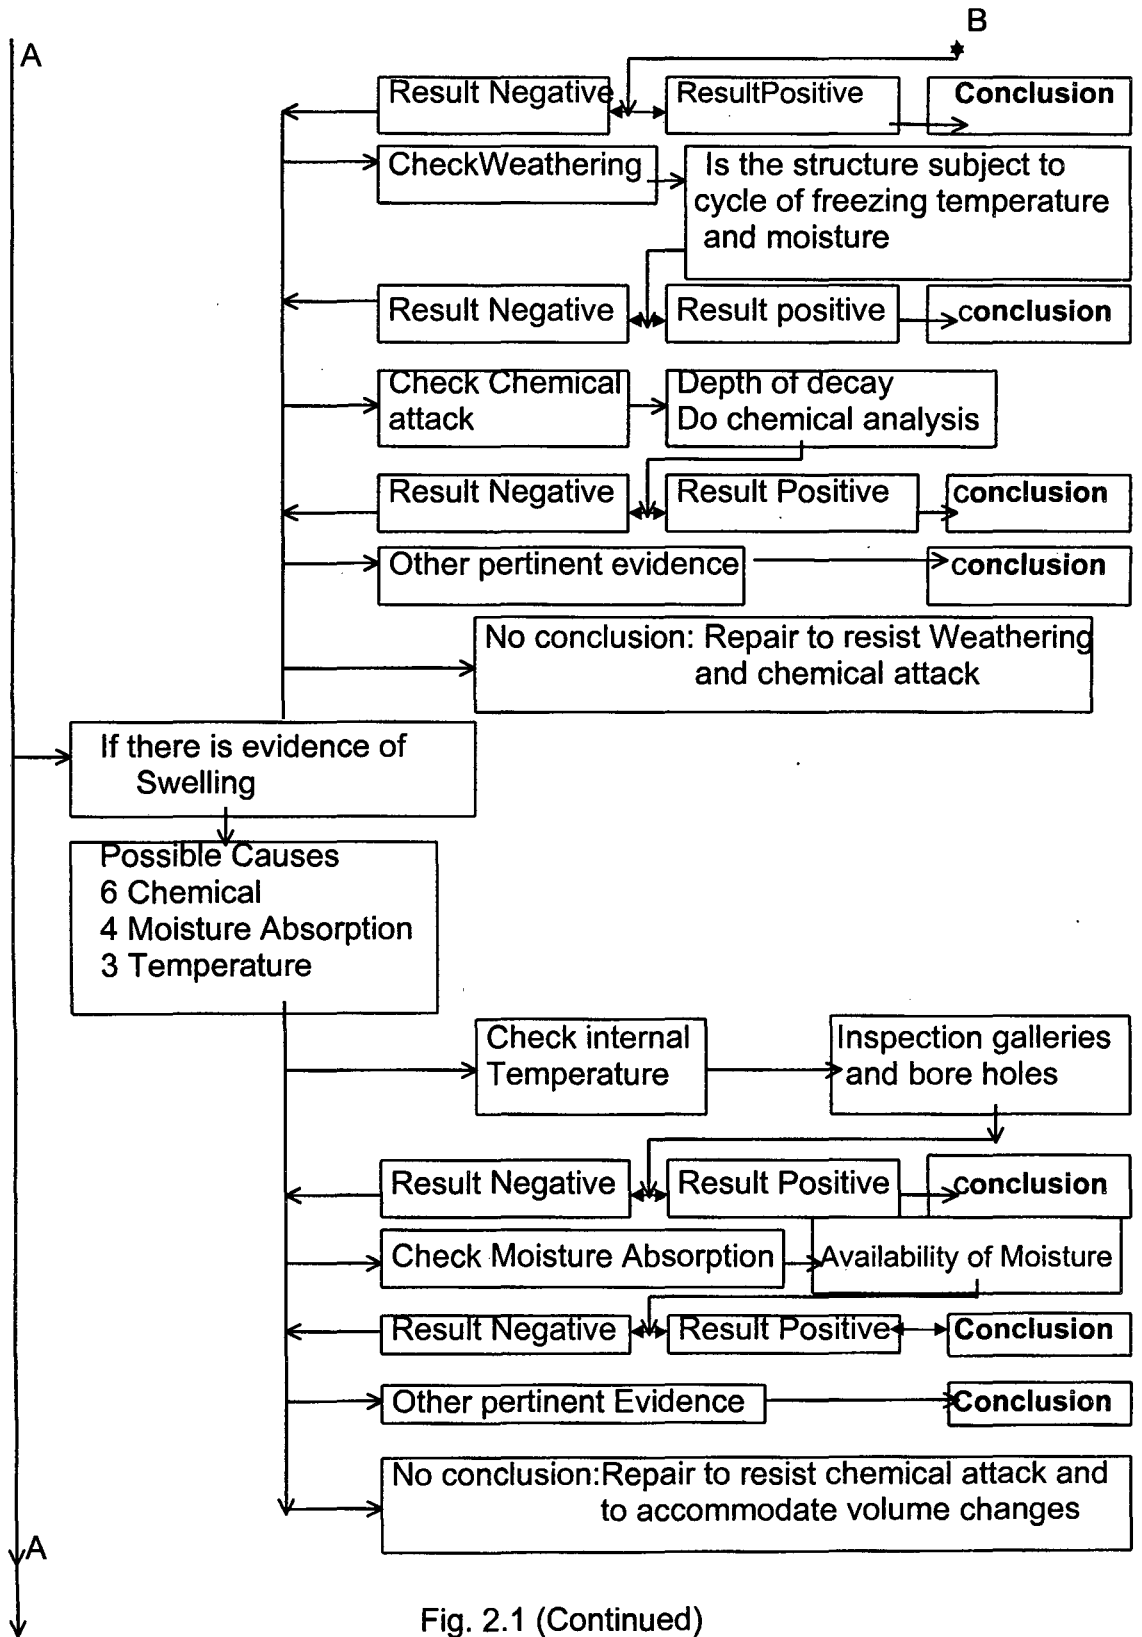 A
B
Result Negative
ResultPositive
Conclusion
CheckWeathering
Is the structure subject to
cycle of freezing temperature
and moisture
Result Negative
Result positive
conclusion
Check Chemical
attack
Depth of decay
Do chemical analysis
Result Negative
Result Positive
conclusion
Other pertinent evidence
conclusion
No conclusion: Repair to resist Weathering
and chemical attack
If there is evidence of
Swelling
Possible Causes
6 Chemical
4 Moisture Absorption
3 Temperature
Check internal
Temperature
Inspection galleries
and bore holes
Result Negative
Result Positive
conclusion
Check Moisture Absorption
Availability of Moisture
Result Negative
Result Positive
Conclusion
Other pertinent Evidence
Conclusion
No conclusion:Repair to resist chemical attack and
to accommodate volume changes
A
Fig. 2.1 (Continued)